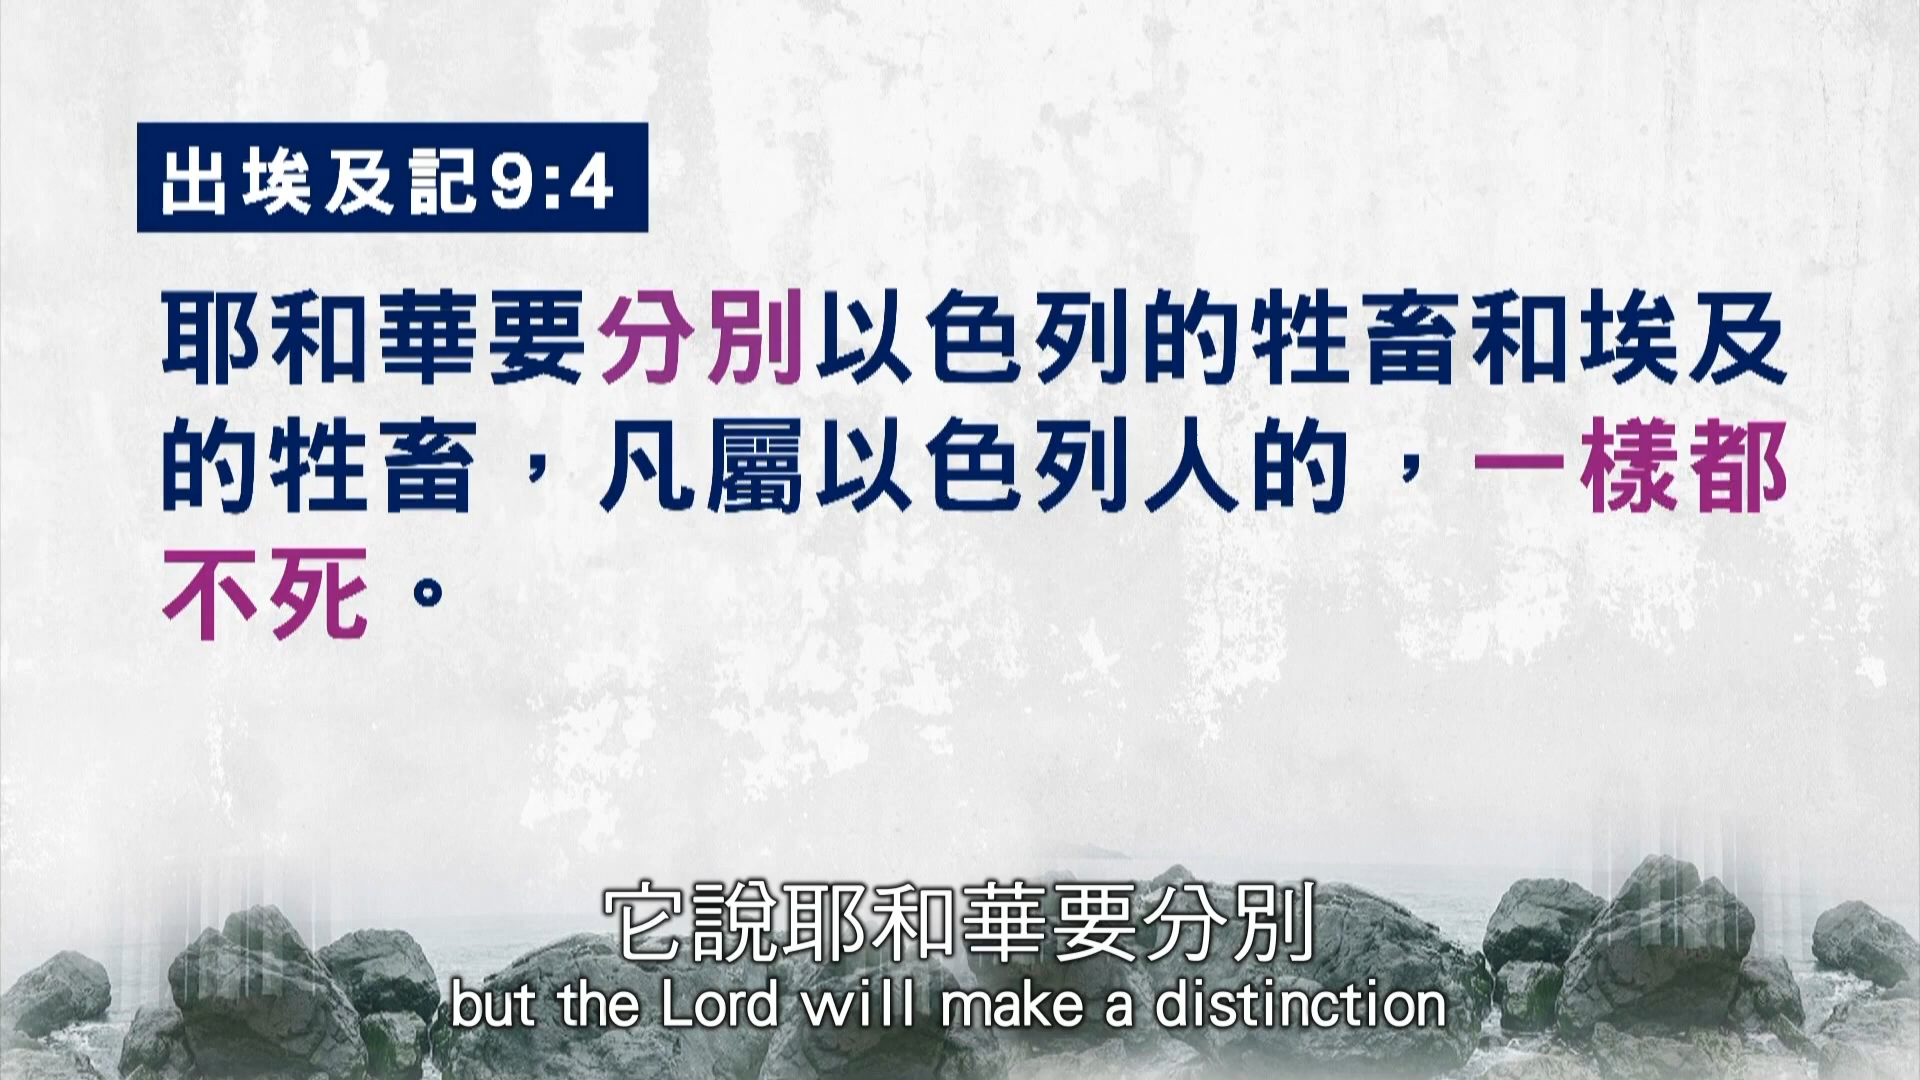 出埃及記9:4
耶和華要分別以色列的牲畜和埃及
的牲畜，凡屬以色列人的，一樣都
不死。
它說耶和華要分別
but the Lord will make a distinction